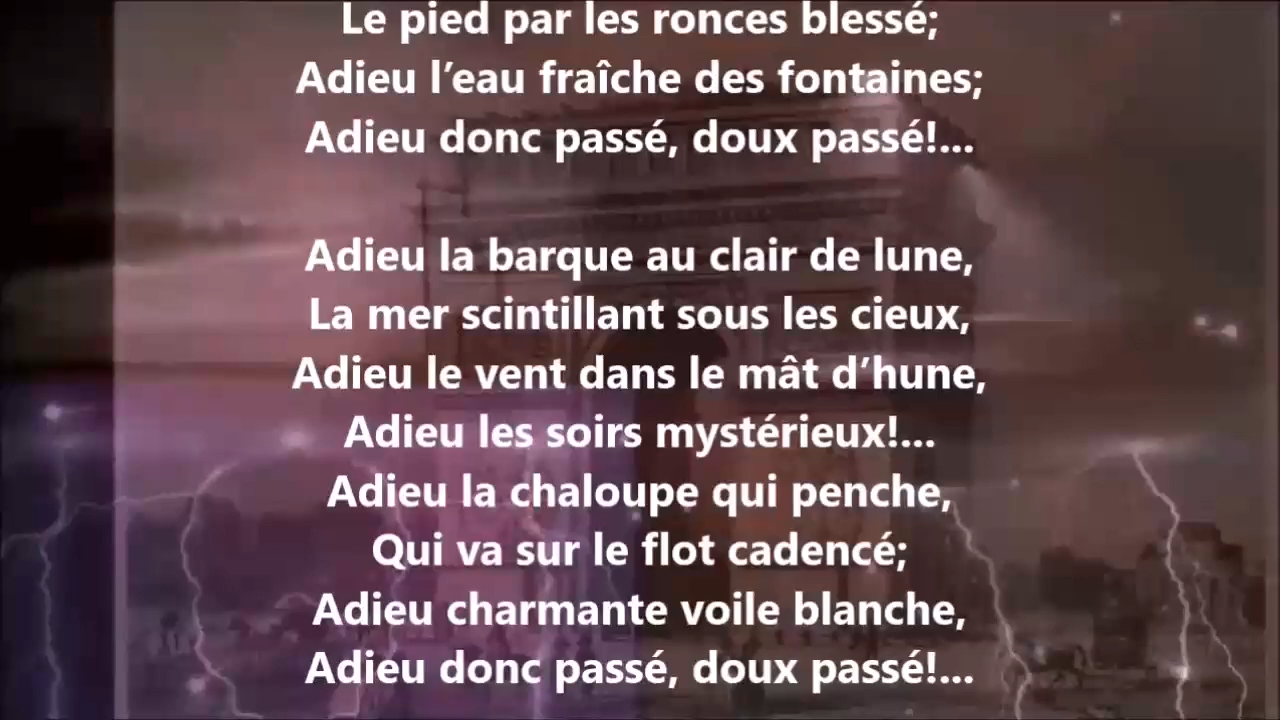 Le pied par les ronces blessé;
Adieu l’eau fraîche des fontaines;
Adieu donc passé, doux passé!...
Adieu la barque au clair de lune,
La mer scintillant sous les cieux,
Adieu le vent dans le mât d’hune,
Adieu les soirs mystérieux!...
Adieu la chaloupe qui penche,
Qui va sur le flot cadencé;
Adieu charmante voile blanche,
Adieu donc passé, doux passé!...